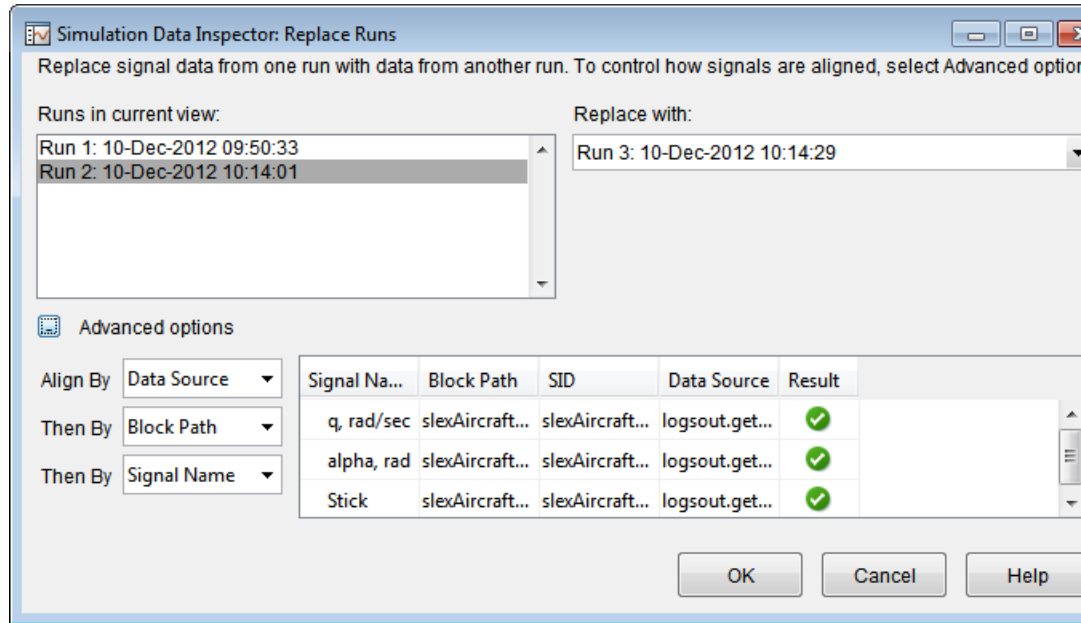 Simulation Data Inspector: Replace Runs
Replace signal data from one run with data from another run. To control how signals are aligned, select Advanced option
Runs in current view:
Replace with:
Run 1: 10-Dec-2012 09:50:33
Run 2: 10-Dec-2012 10:14:01
Run 3: 10-Dec-2012 10:14:29
Advanced options
Align By Data Source
Then By Block Path
Then By Signal Name
Signal Na... Block Path SID Data Source Result
q, rad/sec slexAircraft... slexAircraft... logsout.get...
alpha, rad slexAircraft... slexAircraft... logsout.get...
Stick slexAircraft... slexAircraft... logsout.get...
OK Cancel Help